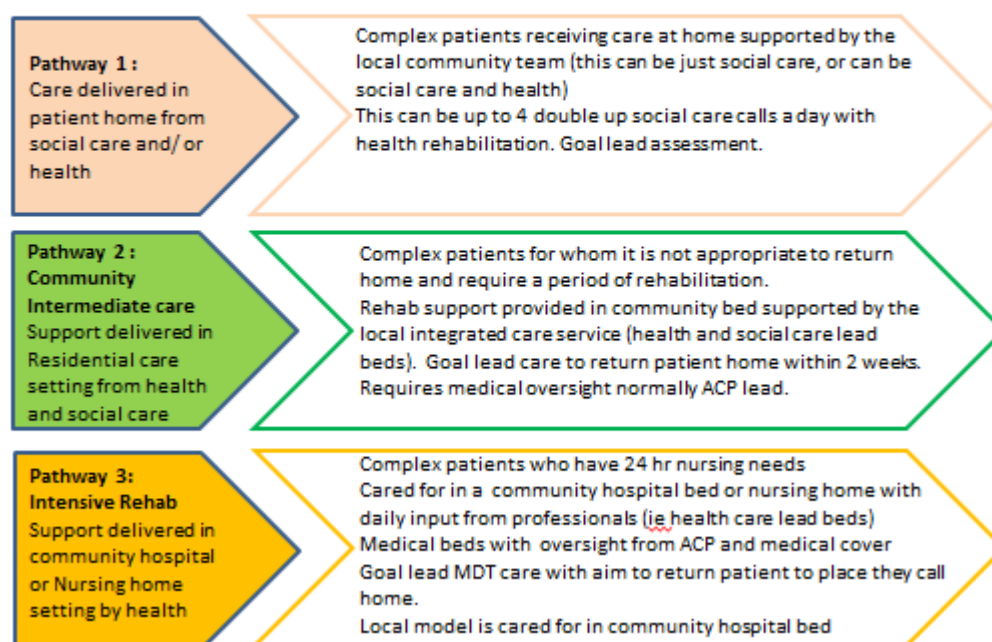 Pathway 1 :
Care delivered in
patient home from
social care and/ or
health
Complex patients receiving care at home supported by the
local community team (this can be just social care, or can be
social care and health)
This can be up to 4 double up social care calls a day with
health rehabilitation. Goal lead assessment.
Pathway 2 :
Community
Intermediate care
Support delivered in
Residential care
setting from health
and social care
Complex patients for whom it is not appropriate to return
home and require a period of rehabilitation.
Rehab support provided in community bed supported by the
local integrated care service (health and social care lead
beds). Goal lead care to return patient home within 2 weeks.
Requires medical oversight normally ACP lead.
Pathway 3:
Intensive Rehab
Support delivered in
community hospital
or Nursing home
setting by health
Complex patients who have 24 hr nursing needs
Cared for in a community hospital bed or nursing home with
daily input from professionals (ie health care lead beds)
Medical beds with oversight from ACP and medical cover
Goal lead MDT care with aim to return patient to place they call
home.
Local model is cared for in community hospital bed